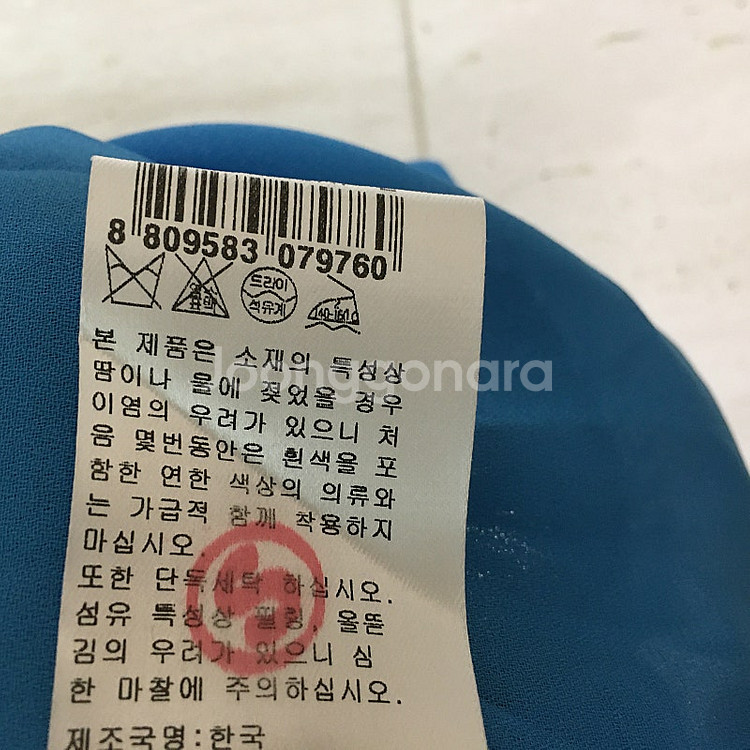 8 809583 079760
염소 표백
드라이
석유계
140-160℃
본 제품은 소재의 특성상
땀이나 물에 젖었을 경우
이염의 우려가 있으니 처
음 몇번동안은 흰색을 포
함한 연한 색상의 의류와
는 가급적 함께 착용하지
마십시오.
또한 단독세탁 하십시오.
섬유 특성상 필링, 올뜯
김의 우려가 있으니 심
한 마찰에 주의하십시오.
제조국명:한국
joonggonara